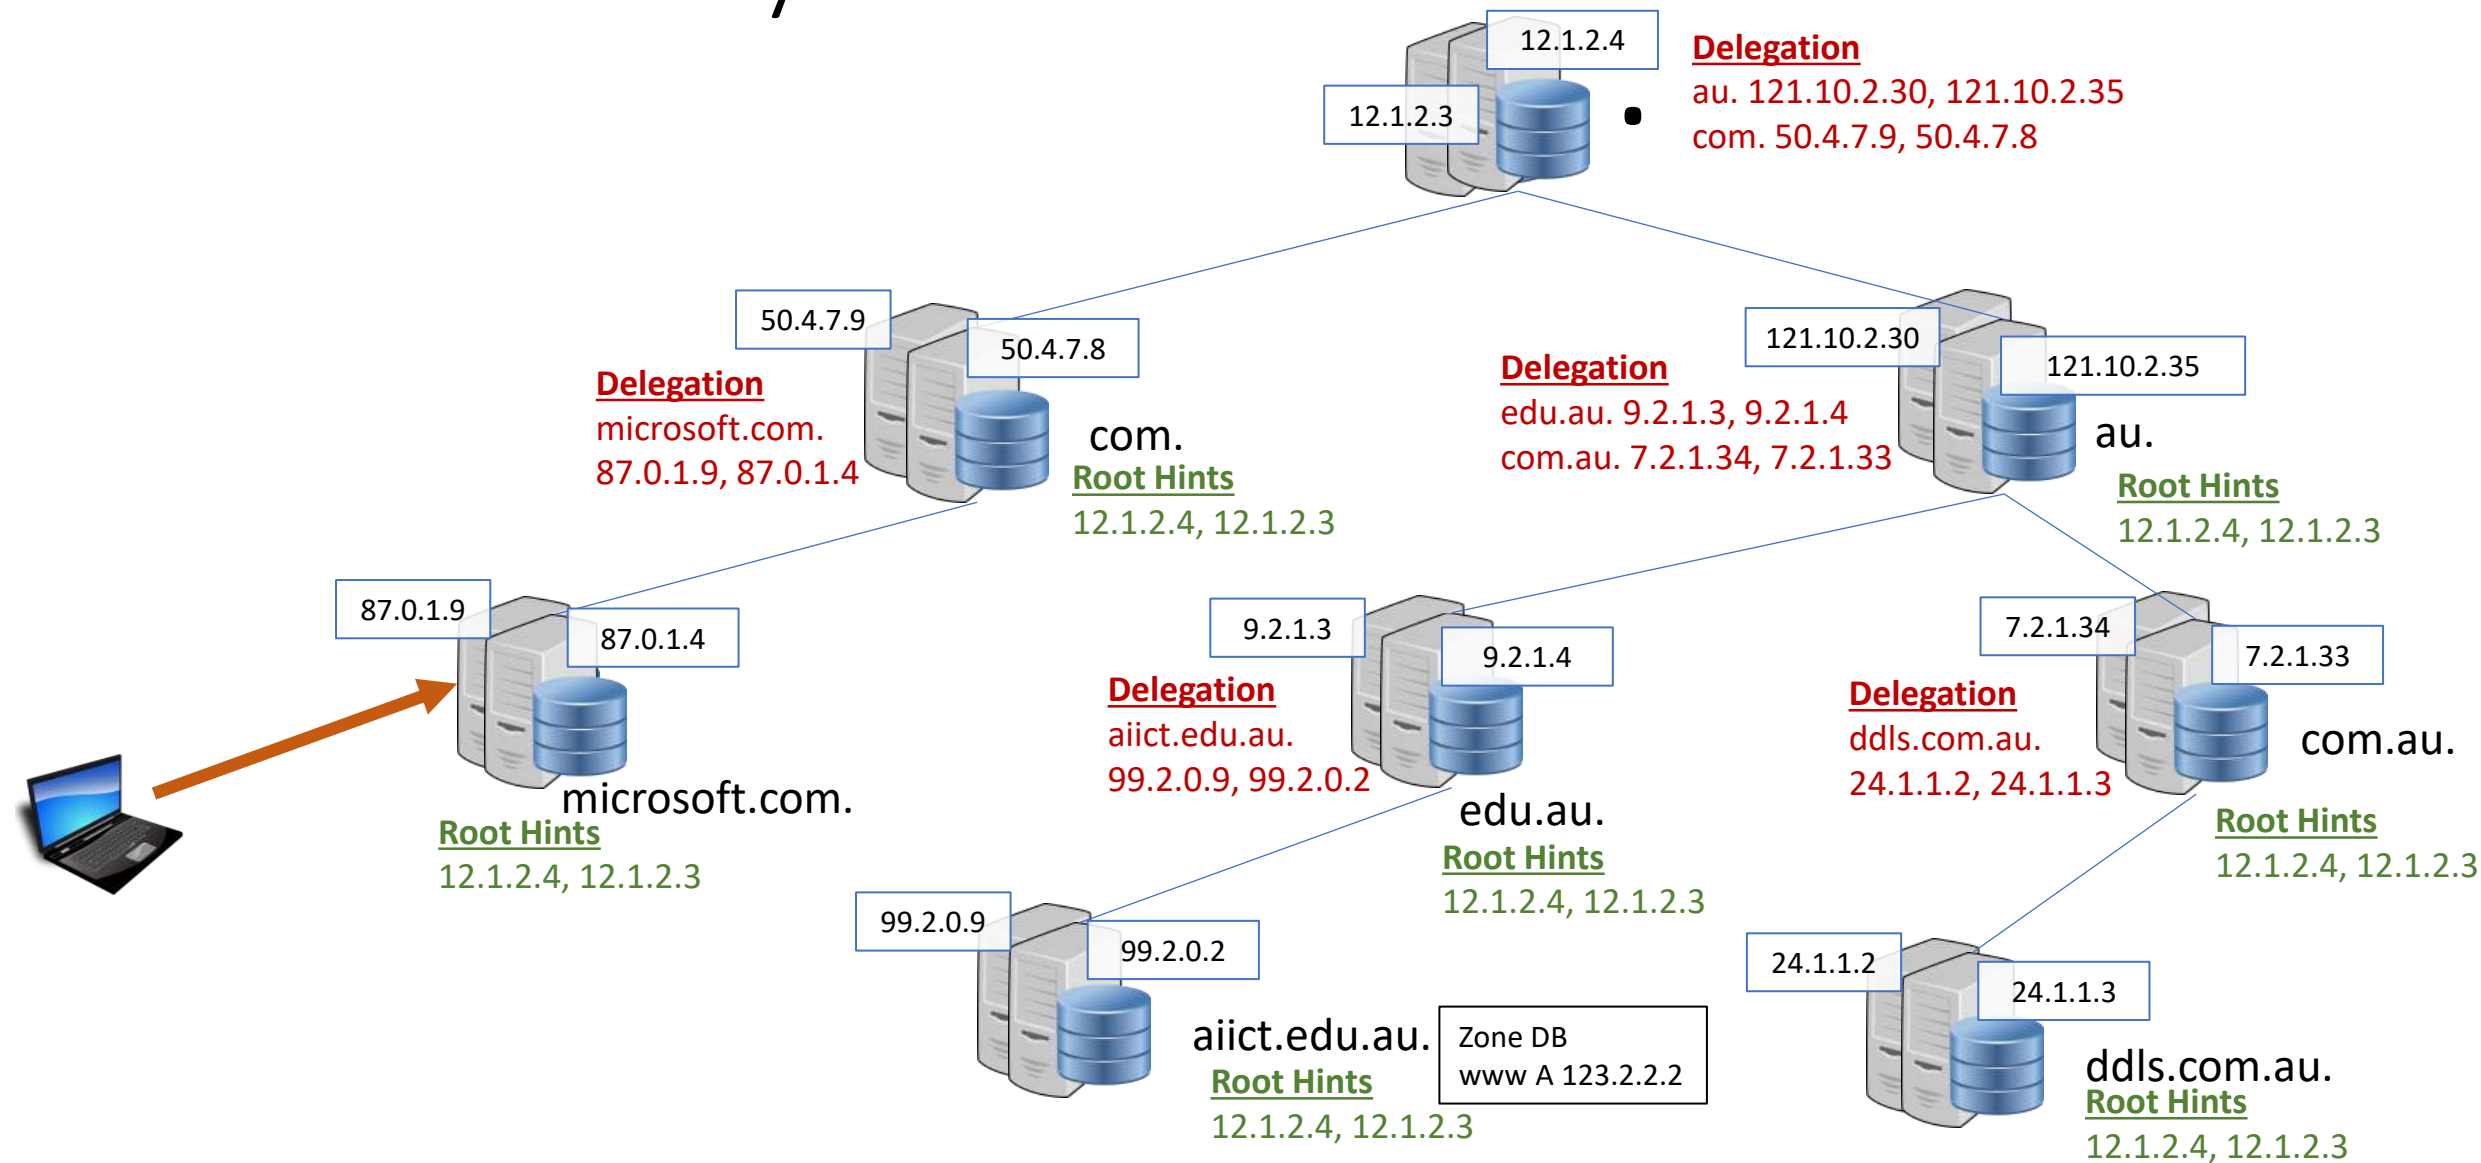 12.1.2.4
12.1.2.3
.
Delegation
au. 121.10.2.30, 121.10.2.35
com. 50.4.7.9, 50.4.7.8
50.4.7.9
50.4.7.8
Delegation
microsoft.com.
87.0.1.9, 87.0.1.4
com.
Root Hints
12.1.2.4, 12.1.2.3
121.10.2.30
121.10.2.35
Delegation
edu.au. 9.2.1.3, 9.2.1.4
com.au. 7.2.1.34, 7.2.1.33
au.
Root Hints
12.1.2.4, 12.1.2.3
87.0.1.9
87.0.1.4
microsoft.com.
Root Hints
12.1.2.4, 12.1.2.3
9.2.1.3
9.2.1.4
Delegation
aiict.edu.au.
99.2.0.9, 99.2.0.2
edu.au.
Root Hints
12.1.2.4, 12.1.2.3
7.2.1.34
7.2.1.33
Delegation
ddls.com.au.
24.1.1.2, 24.1.1.3
com.au.
Root Hints
12.1.2.4, 12.1.2.3
99.2.0.9
99.2.0.2
aiict.edu.au.
Root Hints
12.1.2.4, 12.1.2.3
Zone DB
www A 123.2.2.2
24.1.1.2
24.1.1.3
ddls.com.au.
Root Hints
12.1.2.4, 12.1.2.3